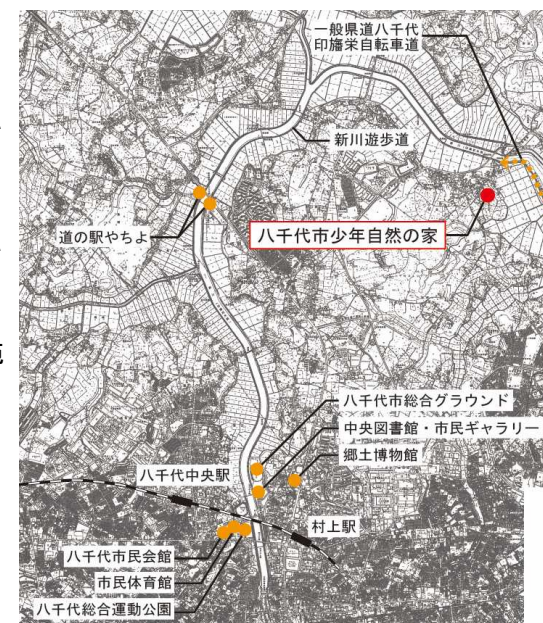 一般県道八千代
印旛栄自転車道
新川遊歩道
道の駅やちよ
八千代市少年自然の家
八千代市総合グラウンド
中央図書館・市民ギャラリー
郷土博物館
八千代中央駅
村上駅
八千代市民会館
市民体育館
八千代総合運動公園